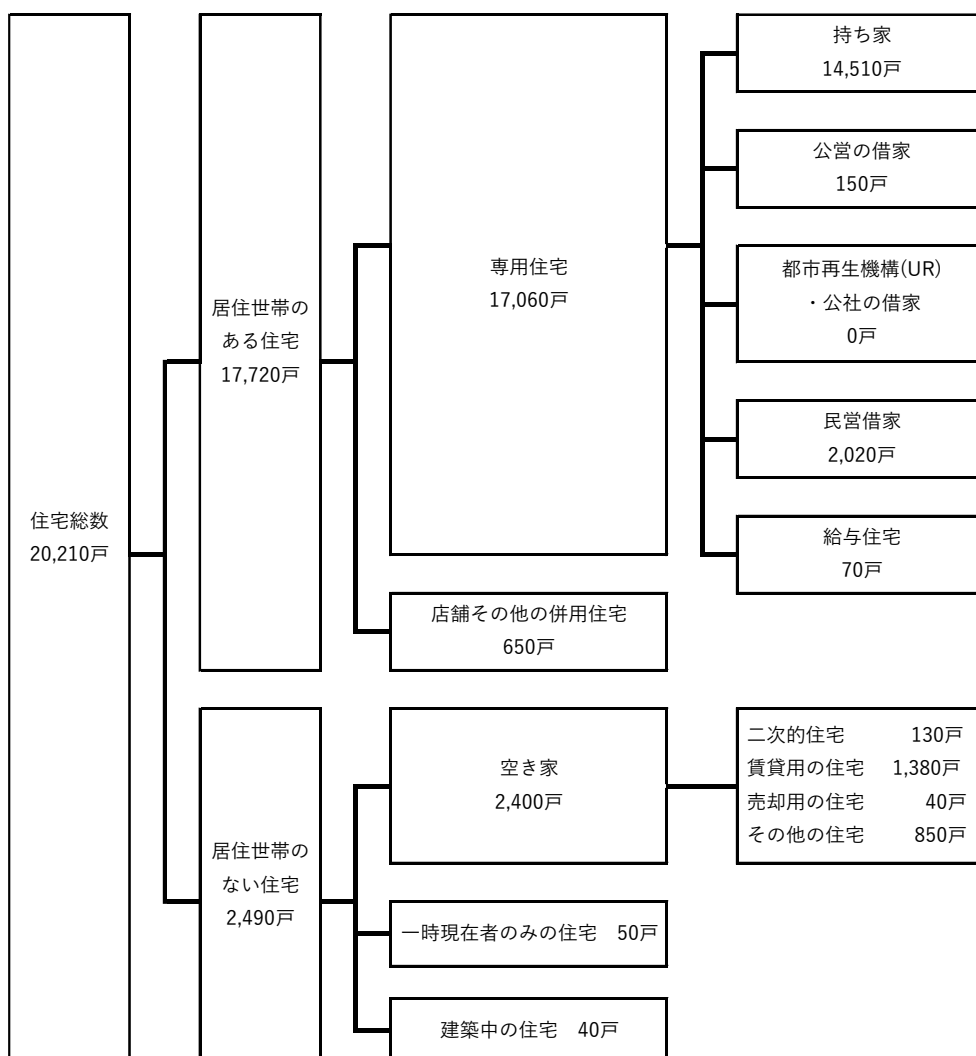 住宅総数
20,210戸
居住世帯の
ある住宅
17,720戸
専用住宅
17,060戸
持ち家
14,510戸
公営の借家
150戸
都市再生機構(UR)
・公社の借家
0戸
民営借家
2,020戸
給与住宅
70戸
店舗その他の併用住宅
650戸
居住世帯の
ない住宅
2,490戸
空き家
2,400戸
二次的住宅 130戸
賃貸用の住宅 1,380戸
売却用の住宅 40戸
その他の住宅 850戸
一時現在者のみの住宅 50戸
建築中の住宅 40戸